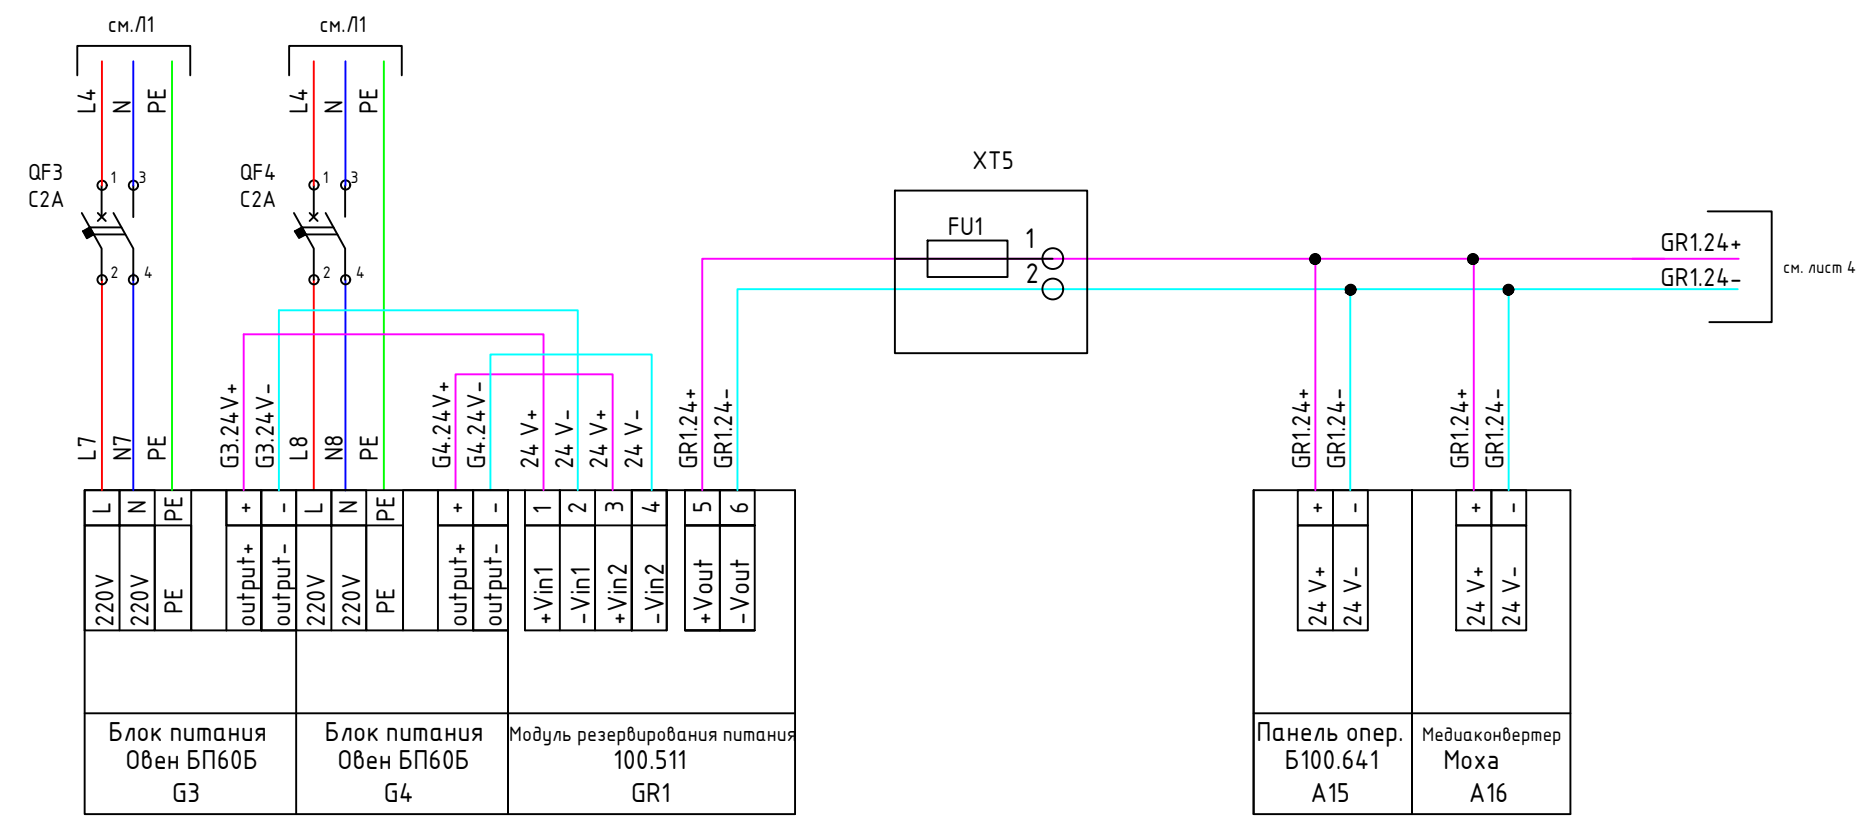 см.Л1
см.Л1
L4
N
PE
L4
N
PE
QF3
C2A
1
3
2
4
QF4
C2A
1
3
2
4
XT5
FU1
1
2
GR1.24+
GR1.24-
см. лист 4
L7
N7
PE
G3.24V+
G3.24V-
L8
N8
PE
G4.24V+
G4.24V-
24 V+
24 V-
24 V+
24 V-
GR1.24+
GR1.24-
GR1.24+
GR1.24-
GR1.24+
GR1.24-
L
N
PE
+
-
L
N
PE
+
-
1
2
3
4
5
6
+
-
+
-
220V
220V
PE
output+
output-
220V
220V
PE
output+
output-
+Vin1
-Vin1
+Vin2
-Vin2
+Vout
-Vout
24 V+
24 V-
24 V+
24 V-
Блок питания
Овен БП60Б
G3
Блок питания
Овен БП60Б
G4
Модуль резервирования питания
100.511
GR1
Панель опер.
Б100.641
A15
Медиаконвертер
Моха
A16